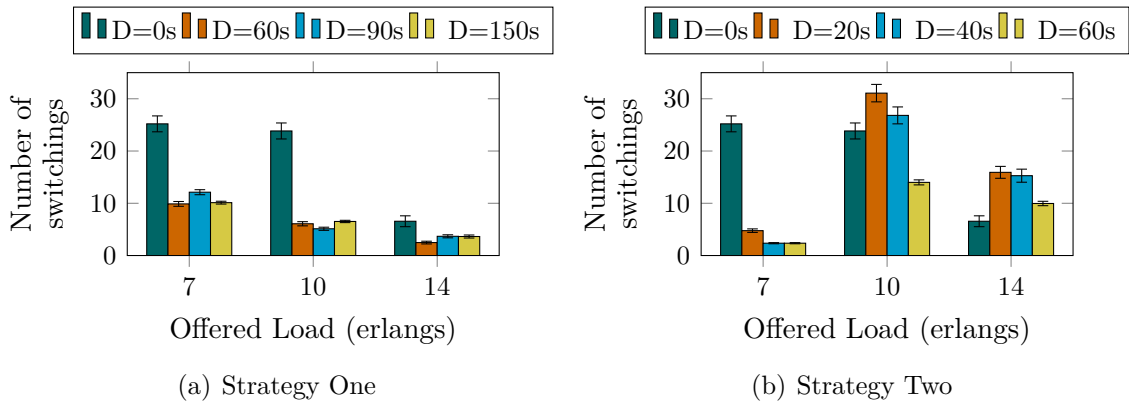 D=0s D=60s D=90s D=150s
30
20
10
0
Number of
switchings
7 10 14
Offered Load (erlangs)
(a) Strategy One
D=0s D=20s D=40s D=60s
30
20
10
0
Number of
switchings
7 10 14
Offered Load (erlangs)
(b) Strategy Two